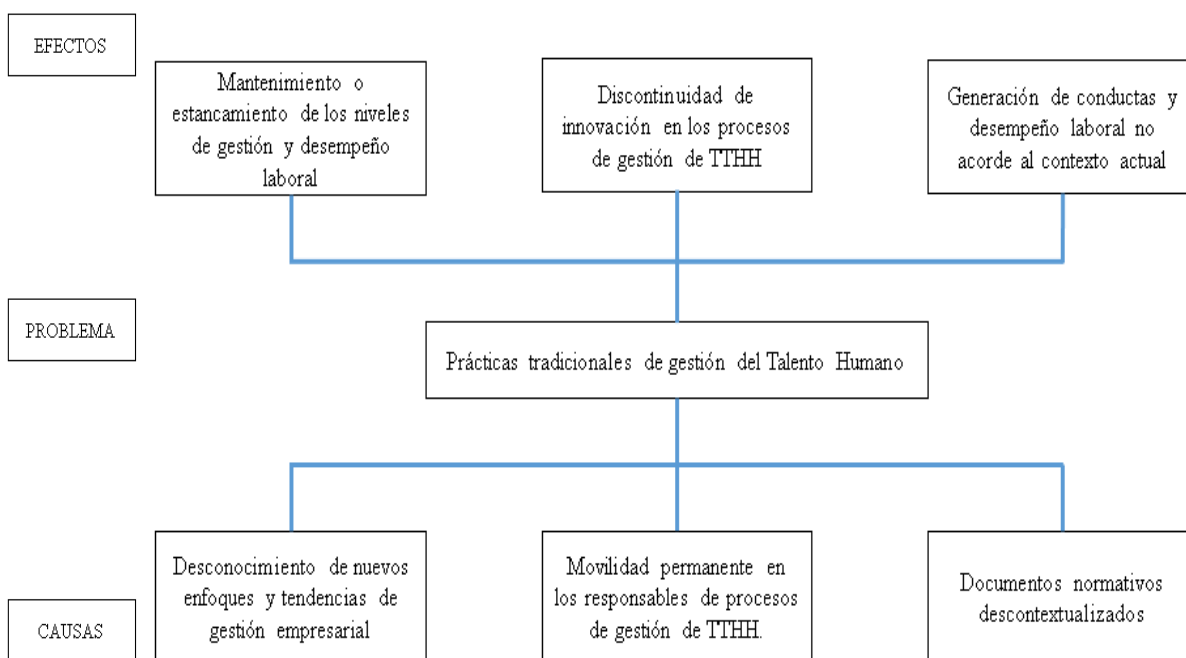 EFECTOS
Mantenimiento o
estancamiento de los niveles
de gestión y desempeño
laboral
Discontinuidad de
innovación en los procesos
de gestión de TTHH
Generación de conductas y
desempeño laboral no
acorde al contexto actual
PROBLEMA
Prácticas tradicionales de gestión del Talento Humano
CAUSAS
Desconocimiento de nuevos
enfoques y tendencias de
gestión empresarial
Movilidad permanente en
los responsables de procesos
de gestión de TTHH.
Documentos normativos
descontextualizados